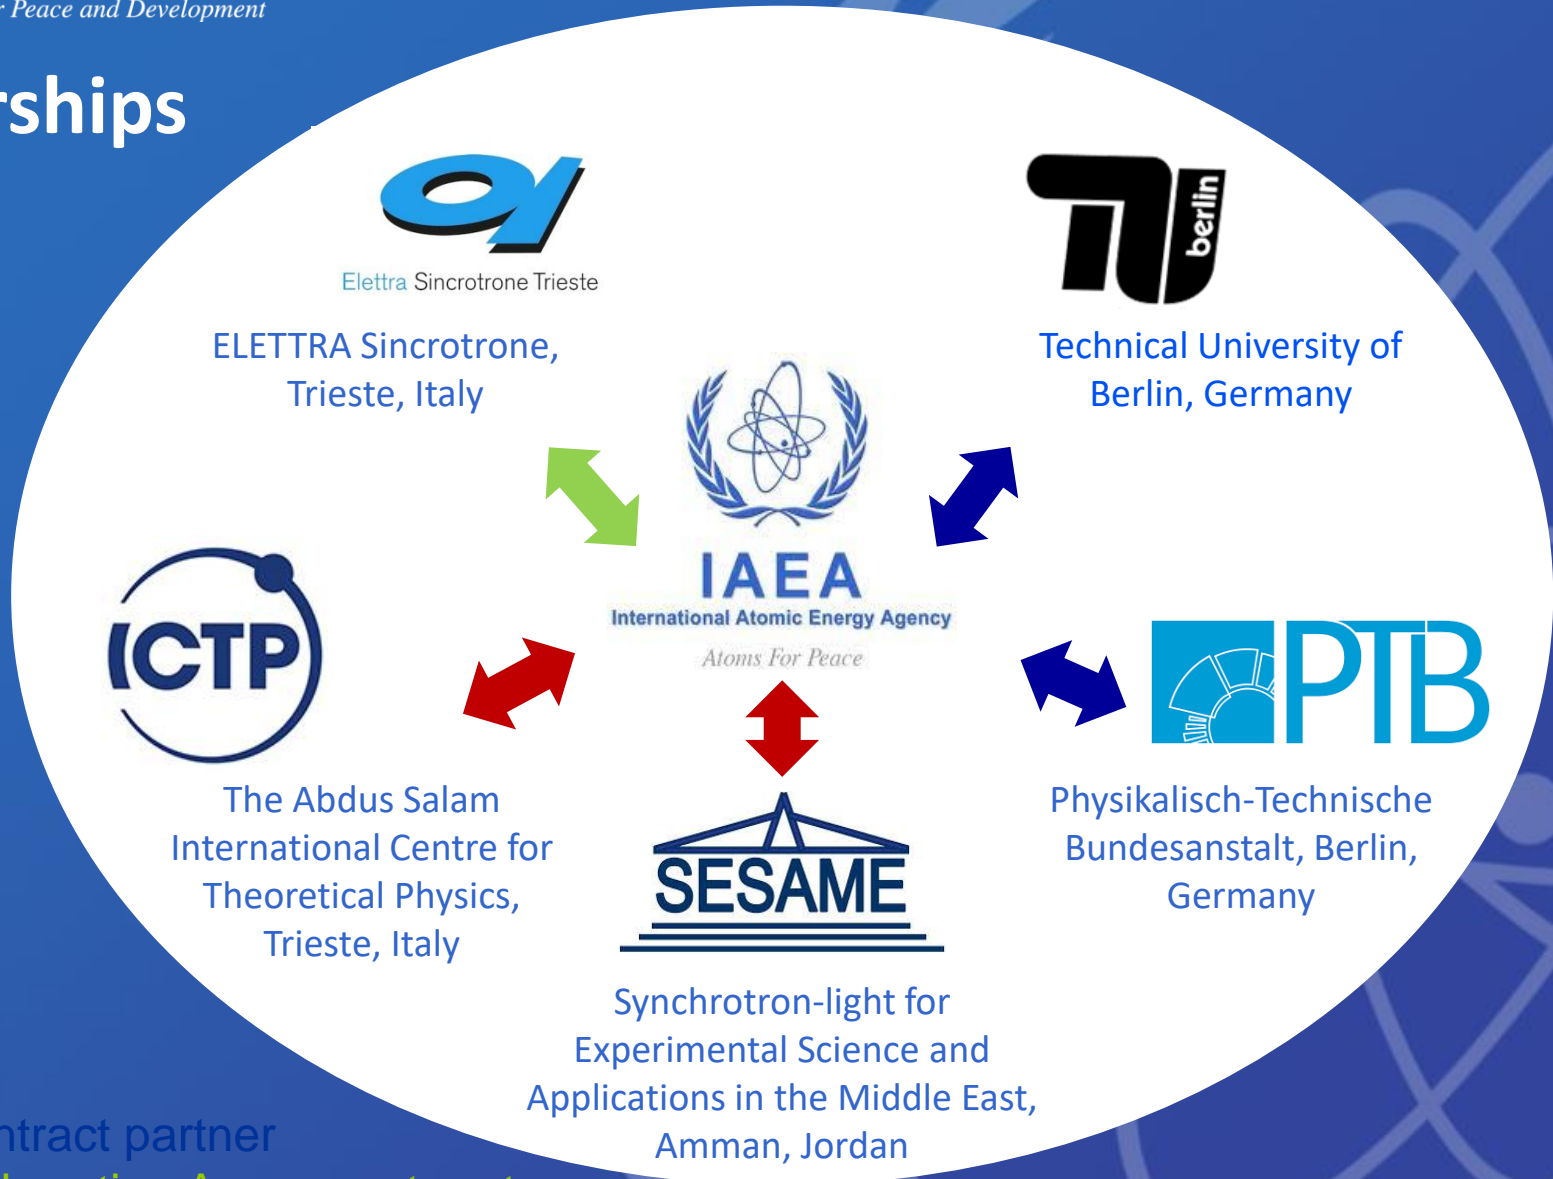 Peace and Development
Elettra Sincrotrone Trieste
ELETTRA Sincrotrone,
Trieste, Italy
berlin
Technical University of
Berlin, Germany
IAEA
International Atomic Energy Agency
Atoms For Peace
ICTP
The Abdus Salam
International Centre for
Theoretical Physics,
Trieste, Italy
SESAME
Synchrotron-light for
Experimental Science and
Applications in the Middle East,
Amman, Jordan
PTB
Physikalisch-Technische
Bundesanstalt, Berlin,
Germany
partner